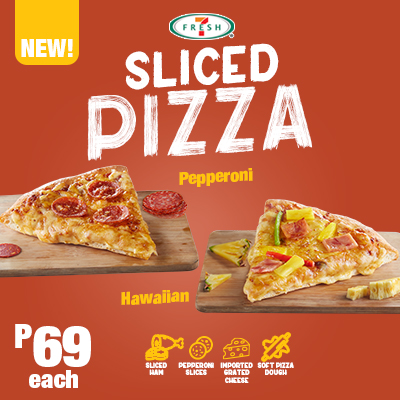 NEW!
7
FRESH
SLICED
PIZZA
Pepperoni
Hawaiian
P69
each
SLICED
HAM
PEPPERONI
SLICES
IMPORTED
GRATED
CHEESE
SOFT PIZZA
DOUGH